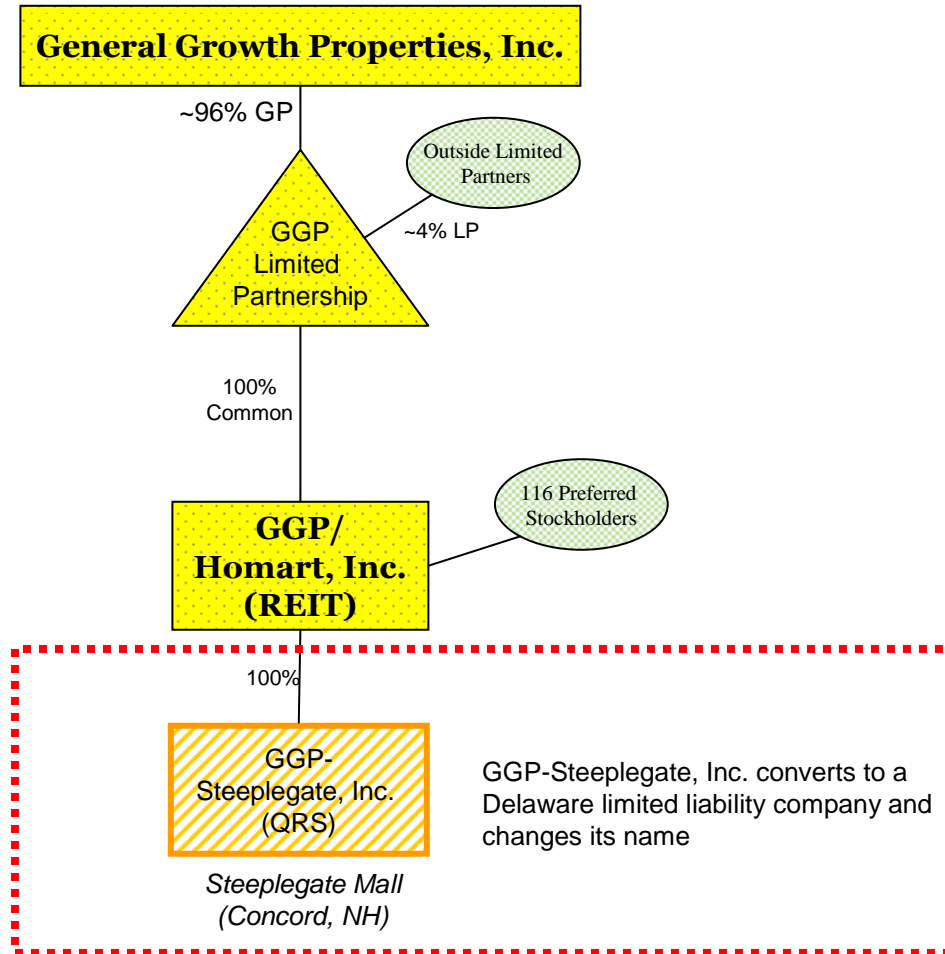 General Growth Properties, Inc.
~96% GP
Outside Limited
Partners
~4% LP
GGP
Limited
Partnership
100%
Common
116 Preferred
Stockholders
GGP/
Homart, Inc.
(REIT)
100%
GGP-
Steeplegate, Inc.
(QRS)
GGP-Steeplegate, Inc. converts to a
Delaware limited liability company and
changes its name
Steeplegate Mall
(Concord, NH)